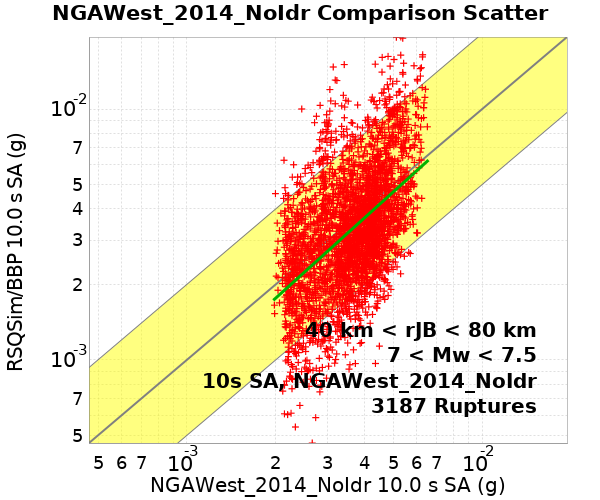 NGAWest_2014_NoIdr Comparison Scatter
RSQSim/BBP 10.0 s SA (g)
10-2
7
5
4
3
2
10-3
7
5
40 km < rJB < 80 km
7 < Mw < 7.5
10s SA, NGAWest_2014_NoIdr
3187 Ruptures
5 6 7 10-3 2 3 4 5 6 7 10-2
NGAWest_2014_NoIdr 10.0 s SA (g)